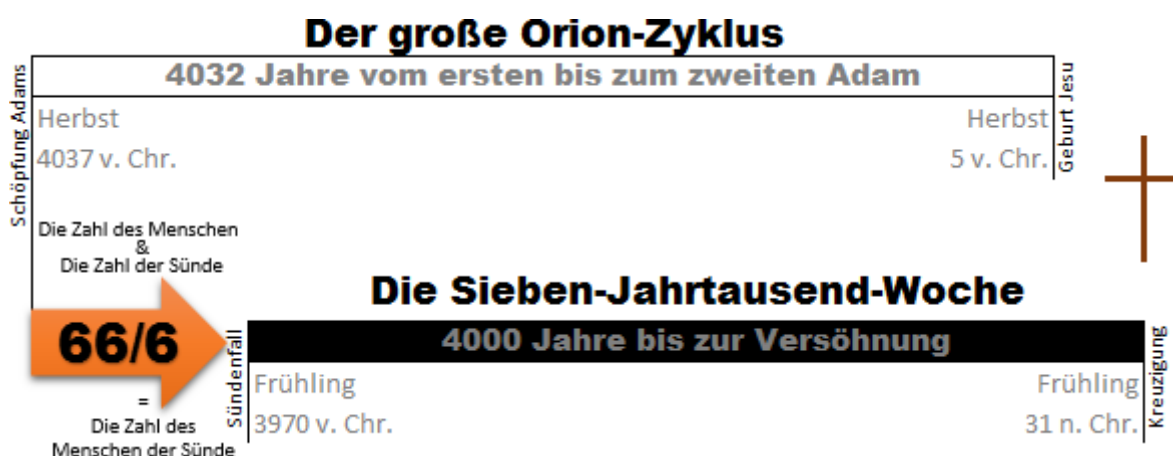 Der große Orion-Zyklus
4032 Jahre vom ersten bis zum zweiten Adam
Schöpfung Adams
Herbst
4037 v. Chr.
Herbst
5 v. Chr.
Geburt Jesu
Die Zahl des Menschen
&
Die Zahl der Sünde
66/6
=
Die Zahl des
Menschen der Sünde
Die Sieben-Jahrtausend-Woche
4000 Jahre bis zur Versöhnung
Sündenfall
Frühling
3970 v. Chr.
Frühling
31 n. Chr.
Kreuzigung